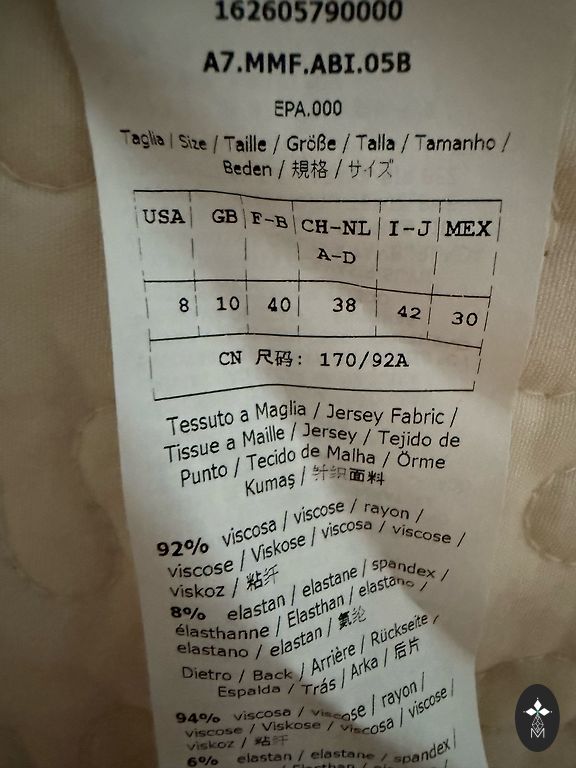 162605790000
A7.MMF.ABI.05B
EPA.000
Taglia / Size / Taille / Größe / Talla / Tamanho /
Beden / 規格 / サイズ
USA GB F-B CH-NL I-J MEX
A-D
8 10 40 38 42 30
CN 尺码: 170/92A
Tessuto a Maglia / Jersey Fabric /
Tissue a Maille / Jersey / Tejido de
Punto / Tecido de Malha / Örme
Kumaş / 针织面料
92% viscosa / viscose / rayon /
viscose / Viskose / viscosa / viscose /
viskoz / 粘纤
8% elastan / elastane / spandex /
élasthanne / Elasthan / elastano /
elastano / elastan / 氨纶
Dietro / Back / Arrière / Rückseite /
Espalda / Trás / Arka / 后片
94% viscosa / viscose / rayon /
viscose / Viskose / viscosa / viscose /
viskoz / 粘纤
6% elastan / elastane / spandex /
M